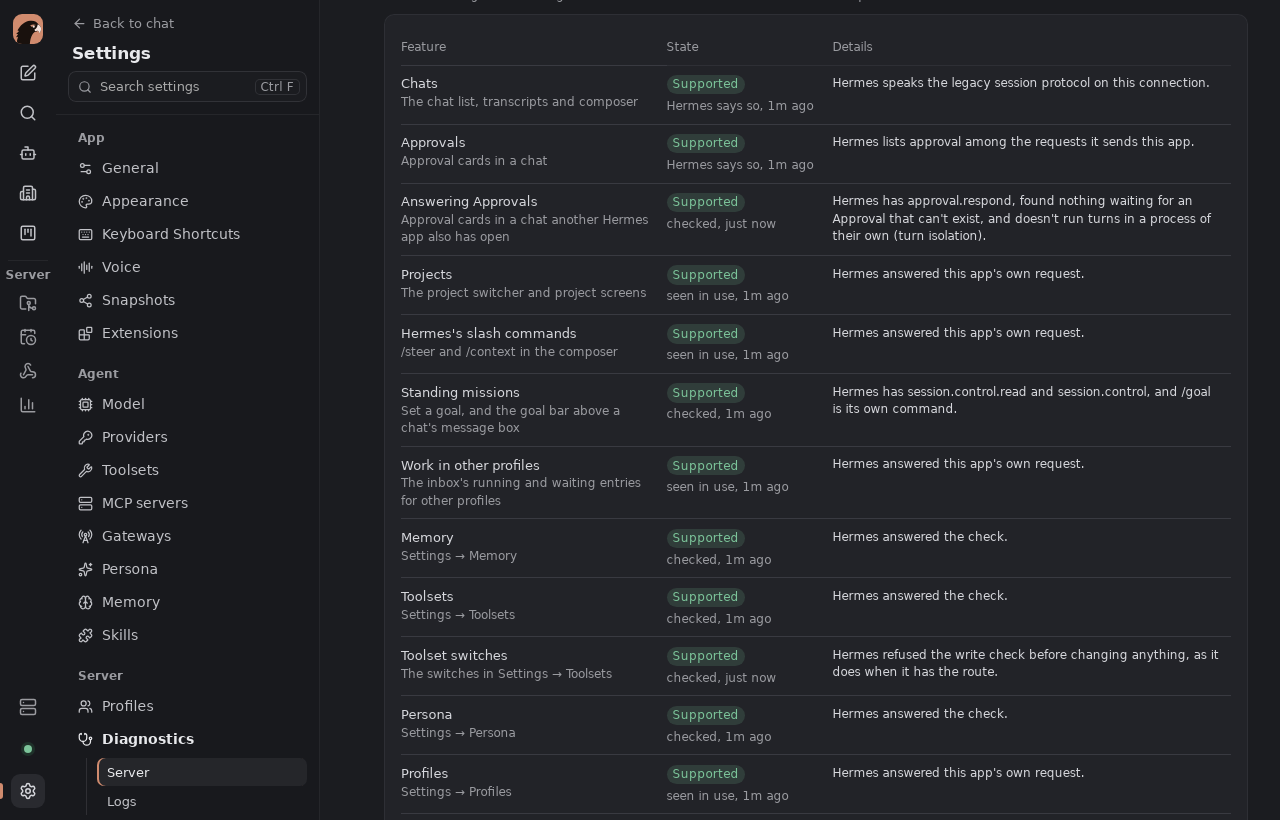 Back to chat
Settings
Search settings
Ctrl F
App
General
Appearance
Keyboard Shortcuts
Voice
Snapshots
Extensions
Agent
Model
Providers
Toolsets
MCP servers
Gateways
Persona
Memory
Skills
Server
Profiles
Diagnostics
Server
Logs
Server
Feature
State
Details
Chats
The chat list, transcripts and composer
Supported
Hermes says so, 1m ago
Hermes speaks the legacy session protocol on this connection.
Approvals
Approval cards in a chat
Supported
Hermes says so, 1m ago
Hermes lists approval among the requests it sends this app.
Answering Approvals
Approval cards in a chat another Hermes
app also has open
Supported
checked, just now
Hermes has approval.respond, found nothing waiting for an
Approval that can't exist, and doesn't run turns in a process of
their own (turn isolation).
Projects
The project switcher and project screens
Supported
seen in use, 1m ago
Hermes answered this app's own request.
Hermes's slash commands
/steer and /context in the composer
Supported
seen in use, 1m ago
Hermes answered this app's own request.
Standing missions
Set a goal, and the goal bar above a
chat's message box
Supported
checked, 1m ago
Hermes has session.control.read and session.control, and /goal
is its own command.
Work in other profiles
The inbox's running and waiting entries
for other profiles
Supported
seen in use, 1m ago
Hermes answered this app's own request.
Memory
Settings → Memory
Supported
checked, 1m ago
Hermes answered the check.
Toolsets
Settings → Toolsets
Supported
checked, 1m ago
Hermes answered the check.
Toolset switches
The switches in Settings → Toolsets
Supported
checked, just now
Hermes refused the write check before changing anything, as it
does when it has the route.
Persona
Settings → Persona
Supported
checked, 1m ago
Hermes answered the check.
Profiles
Settings → Profiles
Supported
seen in use, 1m ago
Hermes answered this app's own request.